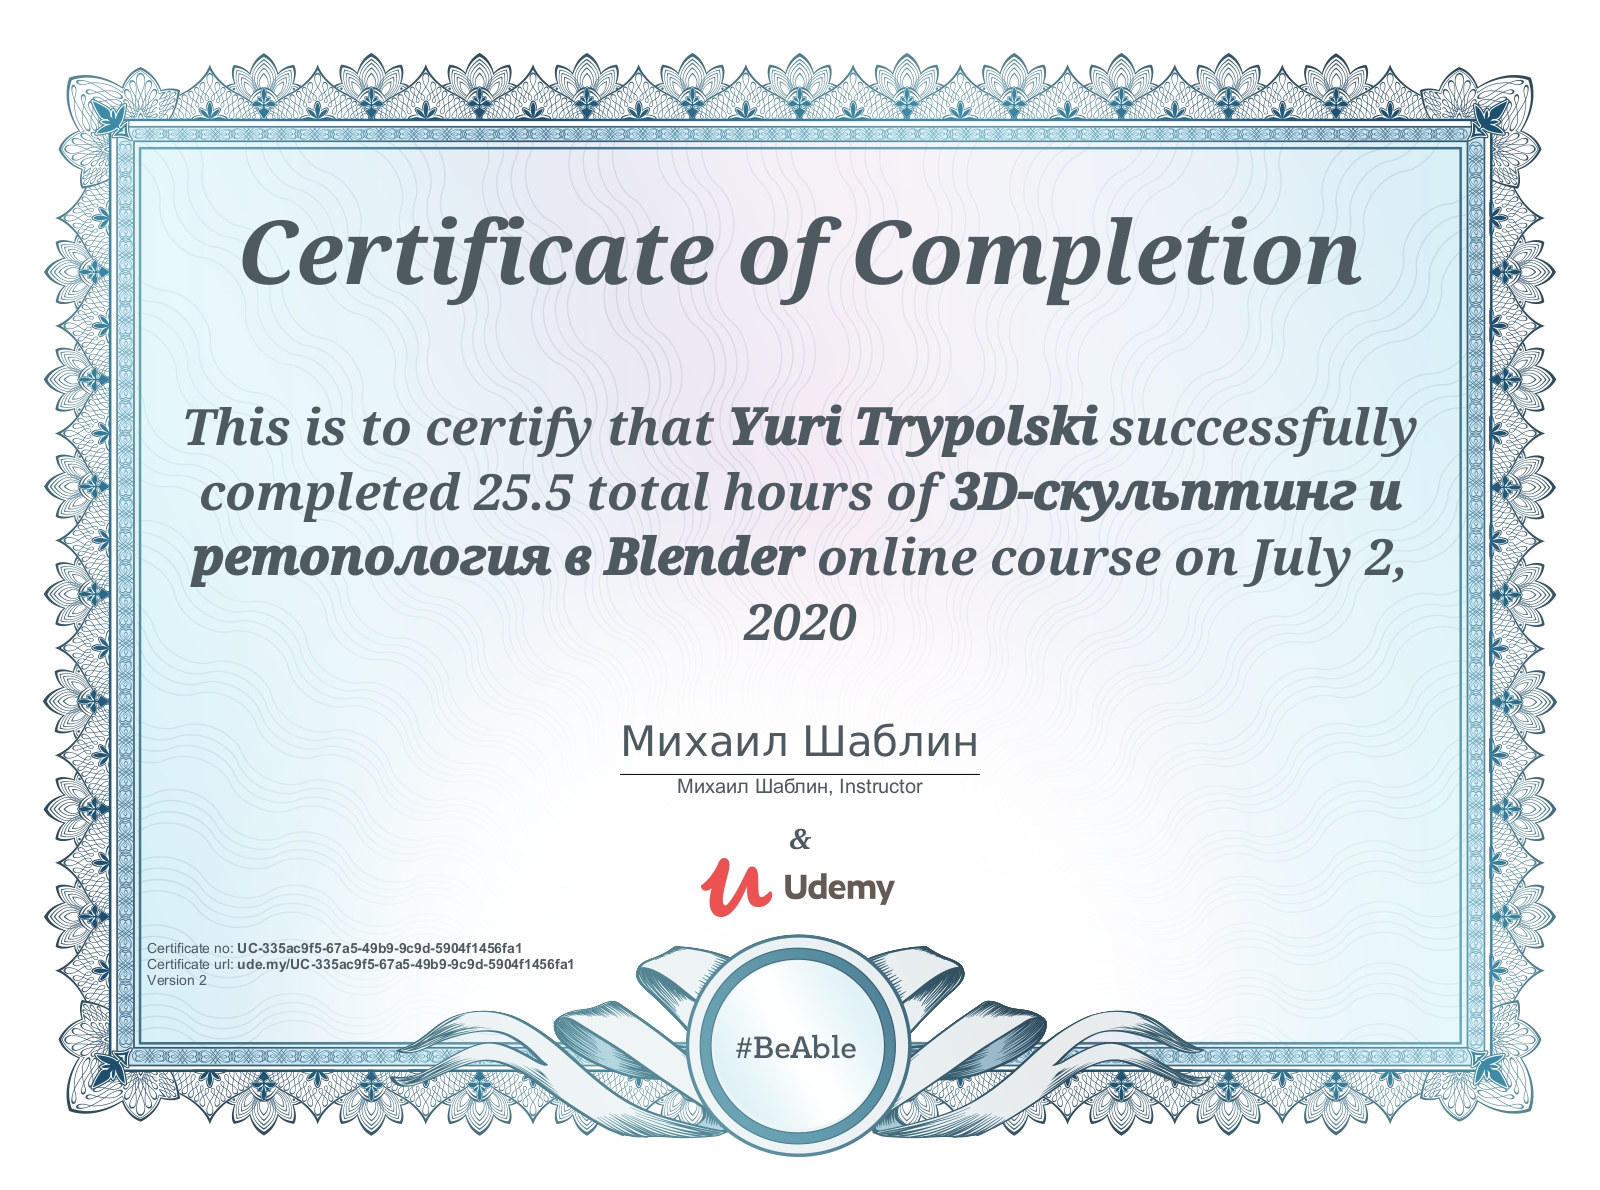 Certificate of Completion
This is to certify that Yuri Trypolski successfully
completed 25.5 total hours of 3D-скульптинг и
ретопология в Blender online course on July 2,
2020
Михаил Шаблин
Михаил Шаблин, Instructor
&
Udemy
Certificate no: UC-335ac9f5-67a5-49b9-9c9d-5904f1456fa1
Certificate url: ude.my/UC-335ac9f5-67a5-49b9-9c9d-5904f1456fa1
Version 2
#BeAble